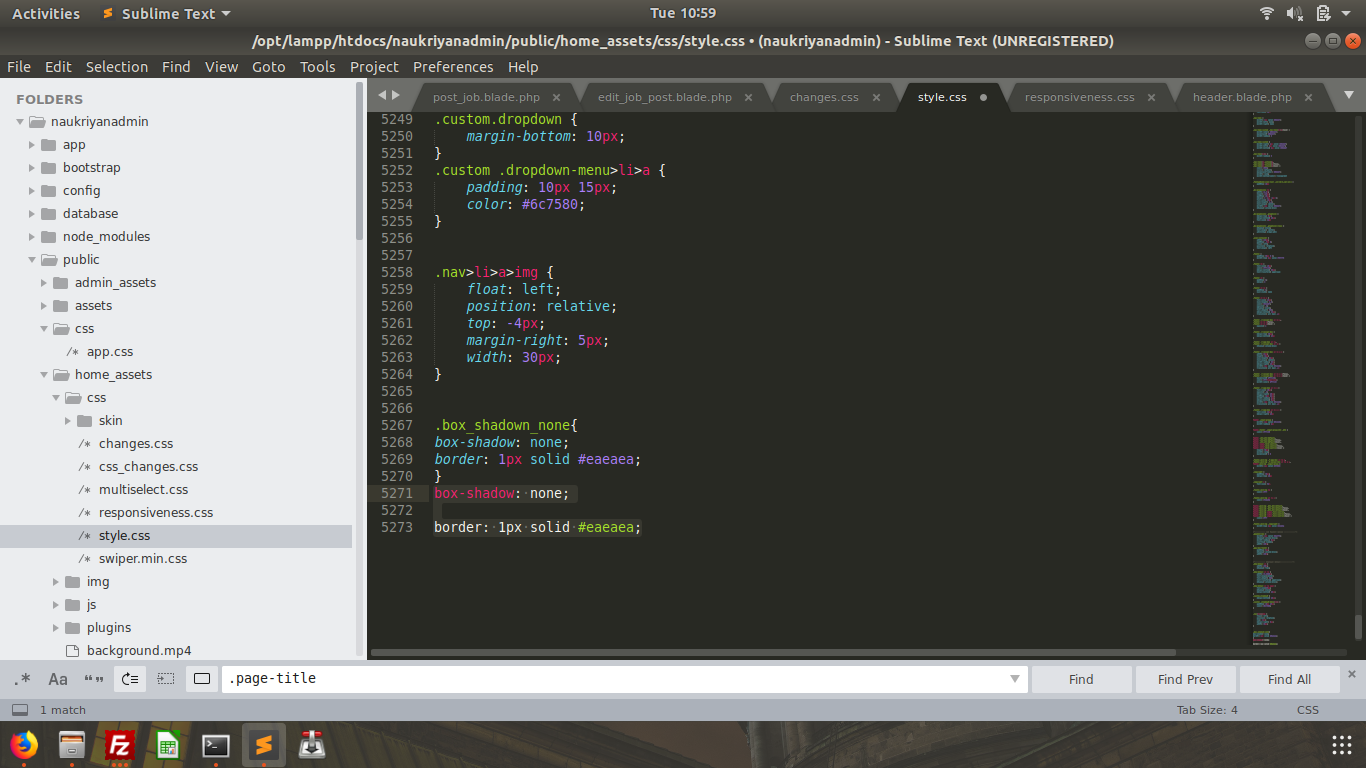 Activities Sublime Text Tue 10:59
/opt/lampp/htdocs/naukriyanadmin/public/home_assets/css/style.css • (naukriyanadmin) - Sublime Text (UNREGISTERED)
File Edit Selection Find View Goto Tools Project Preferences Help
FOLDERS
naukriyanadmin
app
bootstrap
config
database
node_modules
public
admin_assets
assets
css
/* app.css
home_assets
css
skin
/* changes.css
/* css_changes.css
/* multiselect.css
/* responsiveness.css
/* style.css
/* swiper.min.css
img
js
plugins
background.mp4
post_job.blade.php × edit_job_post.blade.php × changes.css × style.css responsiveness.css × header.blade.php ×
5249 .custom.dropdown {
5250     margin-bottom: 10px;
5251 }
5252 .custom .dropdown-menu>li>a {
5253     padding: 10px 15px;
5254     color: #6c7580;
5255 }
5256
5257
5258 .nav>li>a>img {
5259     float: left;
5260     position: relative;
5261     top: -4px;
5262     margin-right: 5px;
5263     width: 30px;
5264 }
5265
5266
5267 .box_shadown_none{
5268 box-shadow: none;
5269 border: 1px solid #eaeaea;
5270 }
5271 box-shadow: none;
5272
5273 border: 1px solid #eaeaea;
.* Aa “” .page-title Find Find Prev Find All ×
1 match Tab Size: 4 CSS
Fz